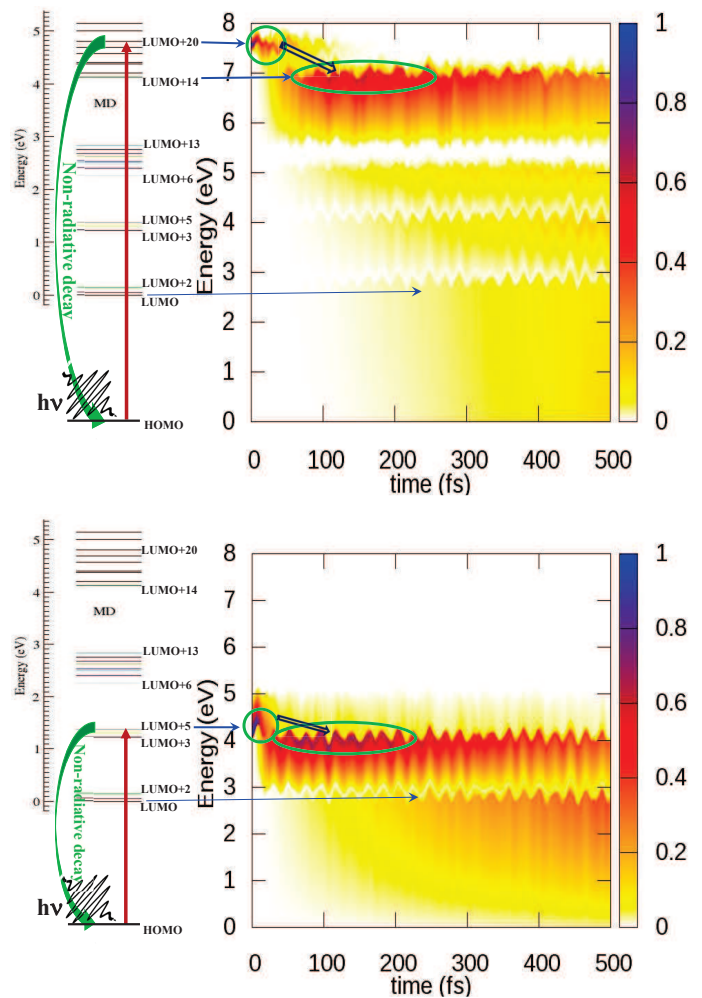 5
4
3
2
1
0
Energy (eV)
MD
LUMO+20
LUMO+14
LUMO+13
LUMO+6
LUMO+5
LUMO+3
LUMO+2
LUMO
HOMO
Non-radiative decay
hν
8
7
6
5
4
3
2
1
0
Energy (eV)
0 100 200 300 400 500
time (fs)
1
0.8
0.6
0.4
0.2
0
5
4
3
2
1
0
Energy (eV)
MD
LUMO+20
LUMO+14
LUMO+13
LUMO+6
LUMO+5
LUMO+3
LUMO+2
LUMO
HOMO
Non-radiative decay
hν
8
7
6
5
4
3
2
1
0
Energy (eV)
0 100 200 300 400 500
time (fs)
1
0.8
0.6
0.4
0.2
0